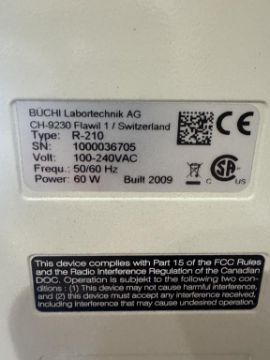 BÜCHI Labortechnik AG
CH-9230 Flawil 1 / Switzerland
Type: R-210
SN: 1000036705
Volt: 100-240VAC
Frequ.: 50/60 Hz
Power: 60 W Built 2009
CE
C SA US
This device complies with Part 15 of the FCC Rules
and the Radio Interference Regulation of the Canadian
DOC. Operation is subjekt to the following two con-
ditions : (1) This device may not cause harmful interference,
and (2) this device must accept any interference received,
including interference that may cause undesired operation.